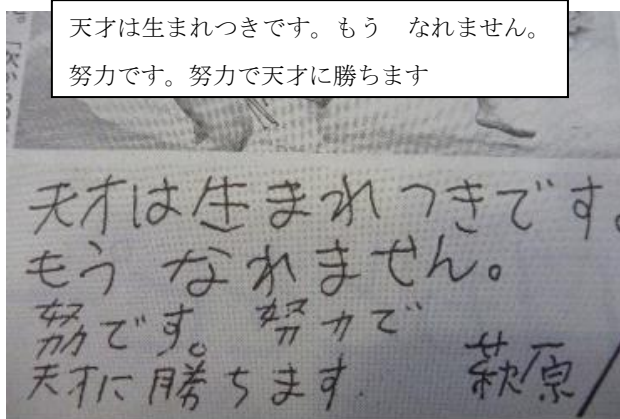 天才は生まれつきです。もう　なれません。
努力です。努力で天才に勝ちます
天才は生まれつきです。
もう なれません。
努力です。 努力で
天才に勝ちます. 萩原